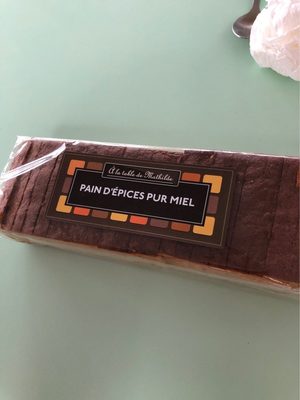 À la table de Mathilde
PAIN D'ÉPICES PUR MIEL